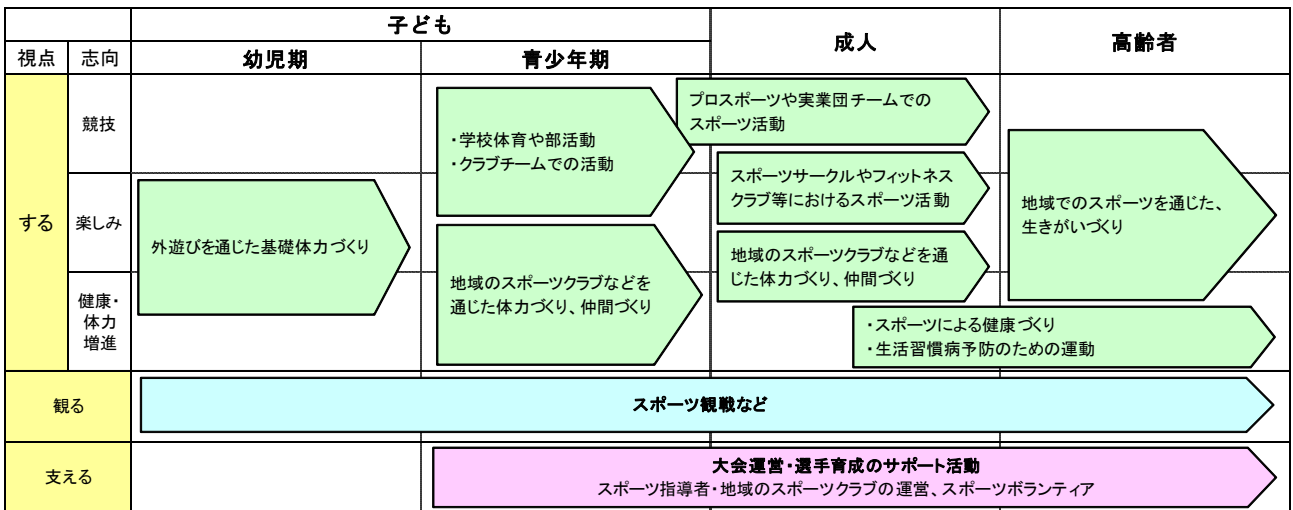 子ども
成人
高齢者
視点
志向
幼児期
青少年期
する
競技
楽しみ
健康・
体力
増進
外遊びを通じた基礎体力づくり
・学校体育や部活動
・クラブチームでの活動
地域のスポーツクラブなどを
通じた体力づくり、仲間づくり
プロスポーツや実業団チームでの
スポーツ活動
スポーツサークルやフィットネス
クラブ等におけるスポーツ活動
地域のスポーツクラブなどを通
じた体力づくり、仲間づくり
地域でのスポーツを通じた、
生きがいづくり
・スポーツによる健康づくり
・生活習慣病予防のための運動
観る
スポーツ観戦など
支える
大会運営・選手育成のサポート活動
スポーツ指導者・地域のスポーツクラブの運営、スポーツボランティア